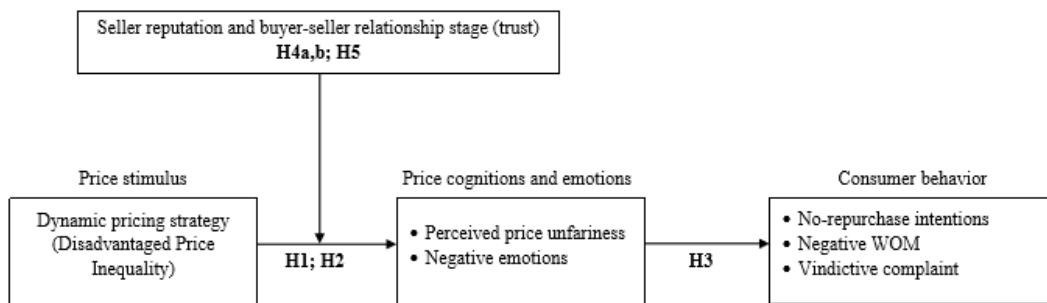 Seller reputation and buyer-seller relationship stage (trust)
H4a,b; H5
Price stimulus
Price cognitions and emotions
Consumer behavior
Dynamic pricing strategy
(Disadvantaged Price
Inequality)
H1; H2
• Perceived price unfairness
• Negative emotions
H3
• No-repurchase intentions
• Negative WOM
• Vindictive complaint